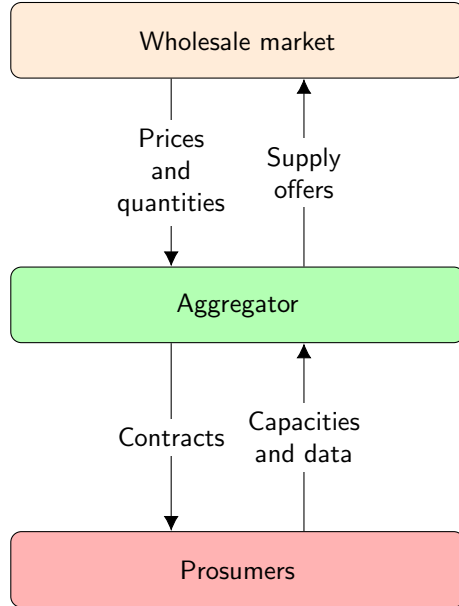 Wholesale market
Prices
and
quantities
Supply
offers
Aggregator
Contracts
Capacities
and data
Prosumers